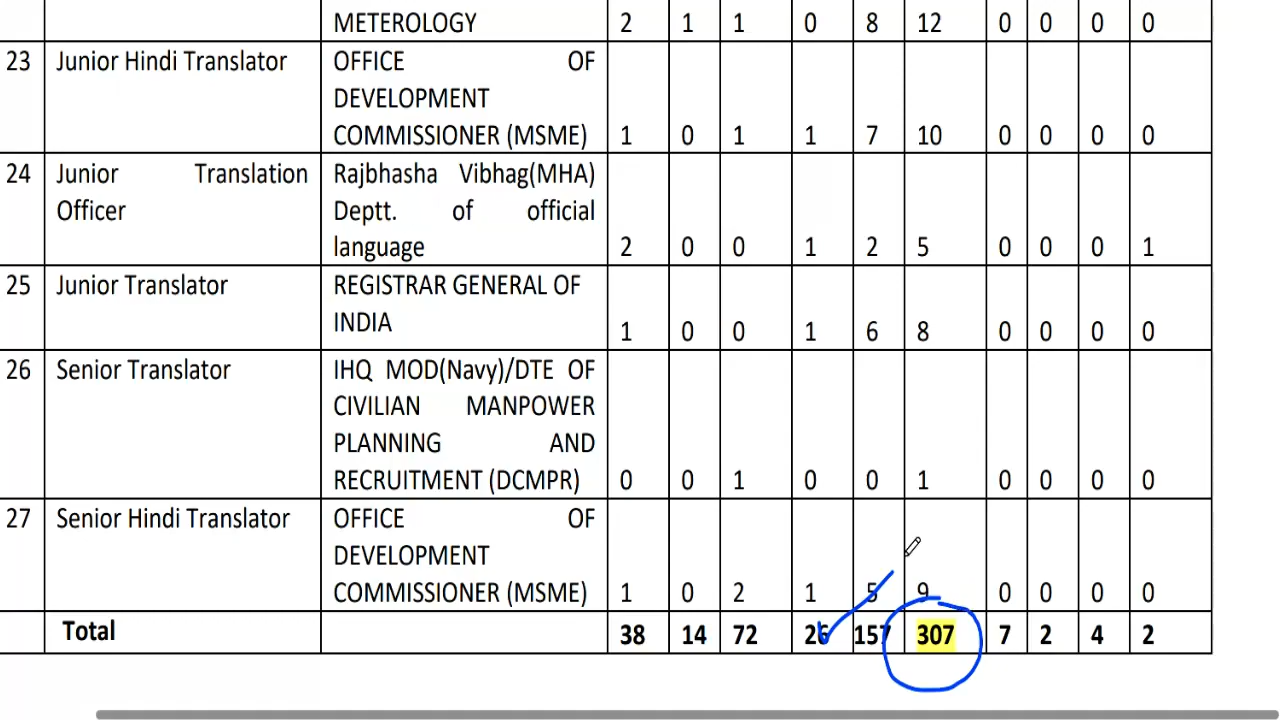 METEROLOGY 2 1 1 0 8 12 0 0 0 0
23 Junior Hindi Translator OFFICE OF
DEVELOPMENT
COMMISSIONER (MSME) 1 0 1 1 7 10 0 0 0 0
24 Junior Translation Rajbhasha Vibhag(MHA)
Officer Deptt. of official
language 2 0 0 1 2 5 0 0 0 1
25 Junior Translator REGISTRAR GENERAL OF
INDIA 1 0 0 1 6 8 0 0 0 0
26 Senior Translator IHQ MOD(Navy)/DTE OF
CIVILIAN MANPOWER
PLANNING AND
RECRUITMENT (DCMPR) 0 0 1 0 0 1 0 0 0 0
27 Senior Hindi Translator OFFICE OF
DEVELOPMENT
COMMISSIONER (MSME) 1 0 2 1 5 9 0 0 0 0
Total 38 14 72 26 157 307 7 2 4 2